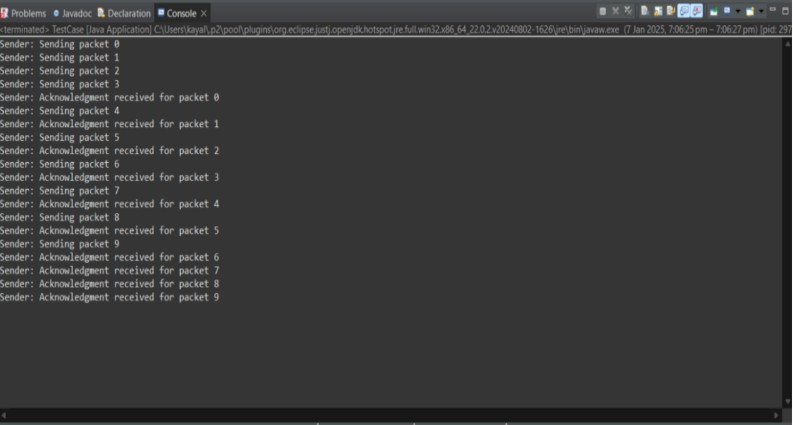 Problems Javadoc Declaration Console
<terminated> TestCase [Java Application] C:\Users\kayal\.p2\pool\plugins\org.eclipse.justj.openjdk.hotspot.jre.full.win32.x86_64_22.0.2.v20240802-1626\jre\bin\javaw.exe (7 Jan 2025, 7:06:25 pm – 7:06:27 pm) [pid: 297
Sender: Sending packet 0
Sender: Sending packet 1
Sender: Sending packet 2
Sender: Sending packet 3
Sender: Acknowledgment received for packet 0
Sender: Sending packet 4
Sender: Acknowledgment received for packet 1
Sender: Sending packet 5
Sender: Acknowledgment received for packet 2
Sender: Sending packet 6
Sender: Acknowledgment received for packet 3
Sender: Sending packet 7
Sender: Acknowledgment received for packet 4
Sender: Sending packet 8
Sender: Acknowledgment received for packet 5
Sender: Sending packet 9
Sender: Acknowledgment received for packet 6
Sender: Acknowledgment received for packet 7
Sender: Acknowledgment received for packet 8
Sender: Acknowledgment received for packet 9